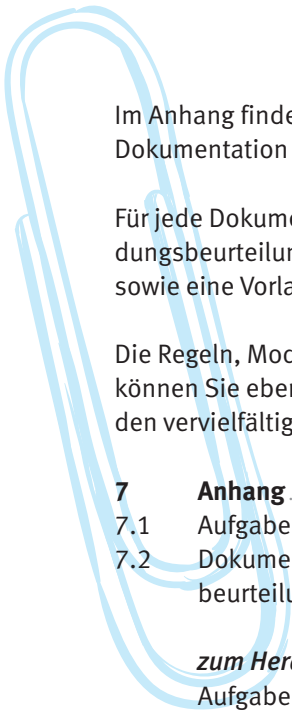 Im Anhang finde
Dokumentation
Für jede Dokume
dungsbeurteilun
sowie eine Vorla
Die Regeln, Mod
können Sie eben
den vervielfältig
7 Anhang
7.1 Aufgabe
7.2 Dokume
beurteilu
zum Hera
Aufgabe